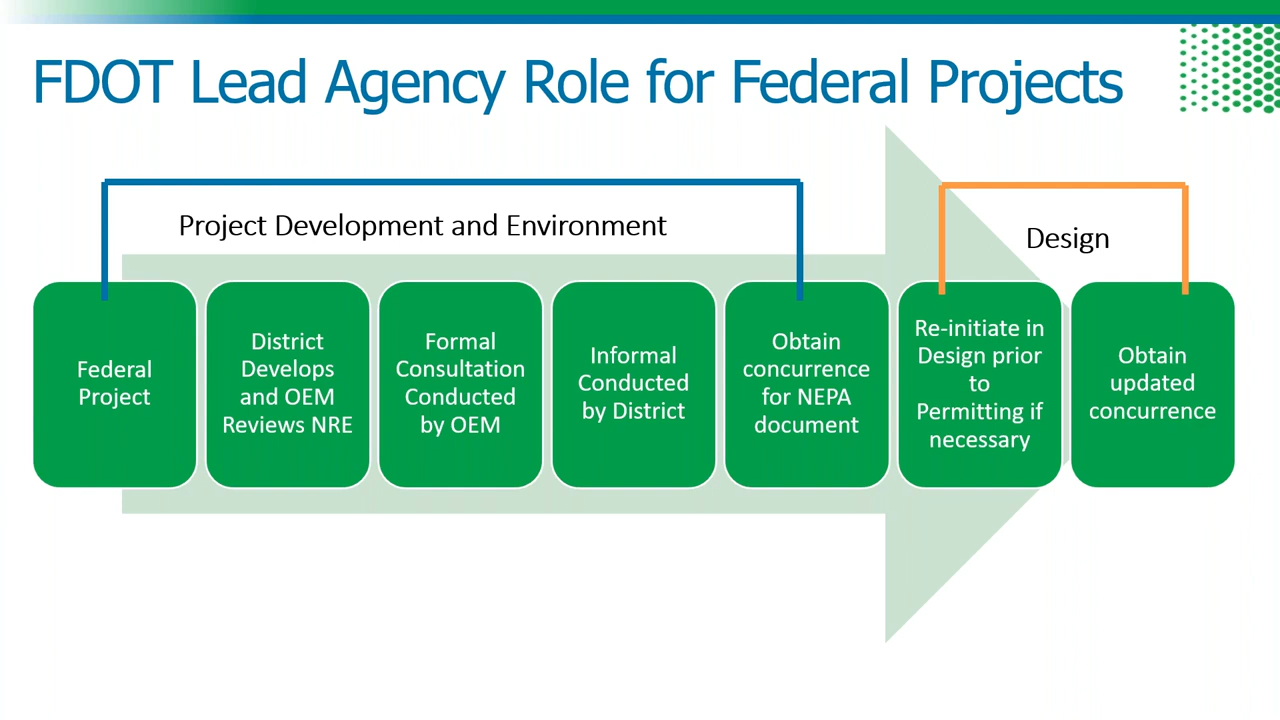 FDOT Lead Agency Role for Federal Projects
Project Development and Environment
Design
Federal
Project
District
Develops
and OEM
Reviews NRE
Formal
Consultation
Conducted
by OEM
Informal
Conducted
by District
Obtain
concurrence
for NEPA
document
Re-initiate in
Design prior
to
Permitting if
necessary
Obtain
updated
concurrence